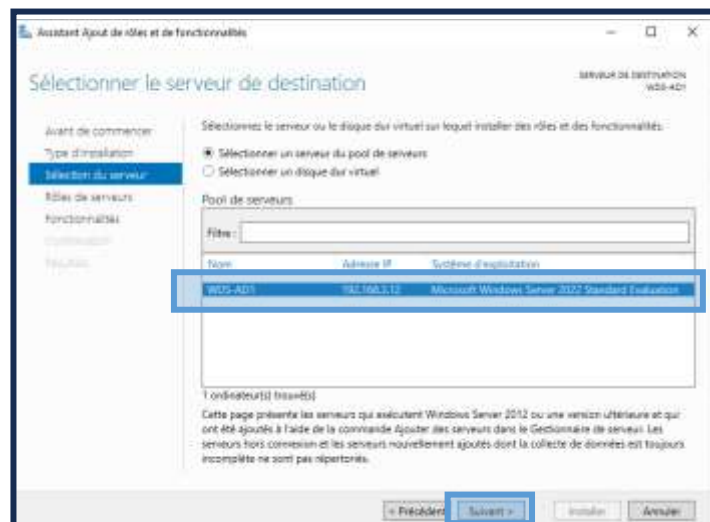 Assistant Ajout de rôles et de fonctionnalités
Sélectionner le serveur de destination
SERVEUR DE DESTINATION
WDS-AD1
Avant de commencer
Type d'installation
Sélection du serveur
Rôles de serveurs
Fonctionnalités
Confirmation
Résultats
Sélectionnez le serveur ou le disque dur virtuel sur lequel installer des rôles et des fonctionnalités.
Sélectionner un serveur du pool de serveurs
Sélectionner un disque dur virtuel
Pool de serveurs
Filtre :
Nom Adresse IP Système d'exploitation
WDS-AD1 192.168.3.12 Microsoft Windows Server 2022 Standard Evaluation
1 ordinateur(s) trouvé(s)
Cette page présente les serveurs qui exécutent Windows Server 2012 ou une version ultérieure et qui
ont été ajoutés à l'aide de la commande Ajouter des serveurs dans le Gestionnaire de serveur. Les
serveurs hors connexion et les serveurs nouvellement ajoutés dont la collecte de données est toujours
incomplète ne sont pas répertoriés.
< Précédent Suivant > Installer Annuler